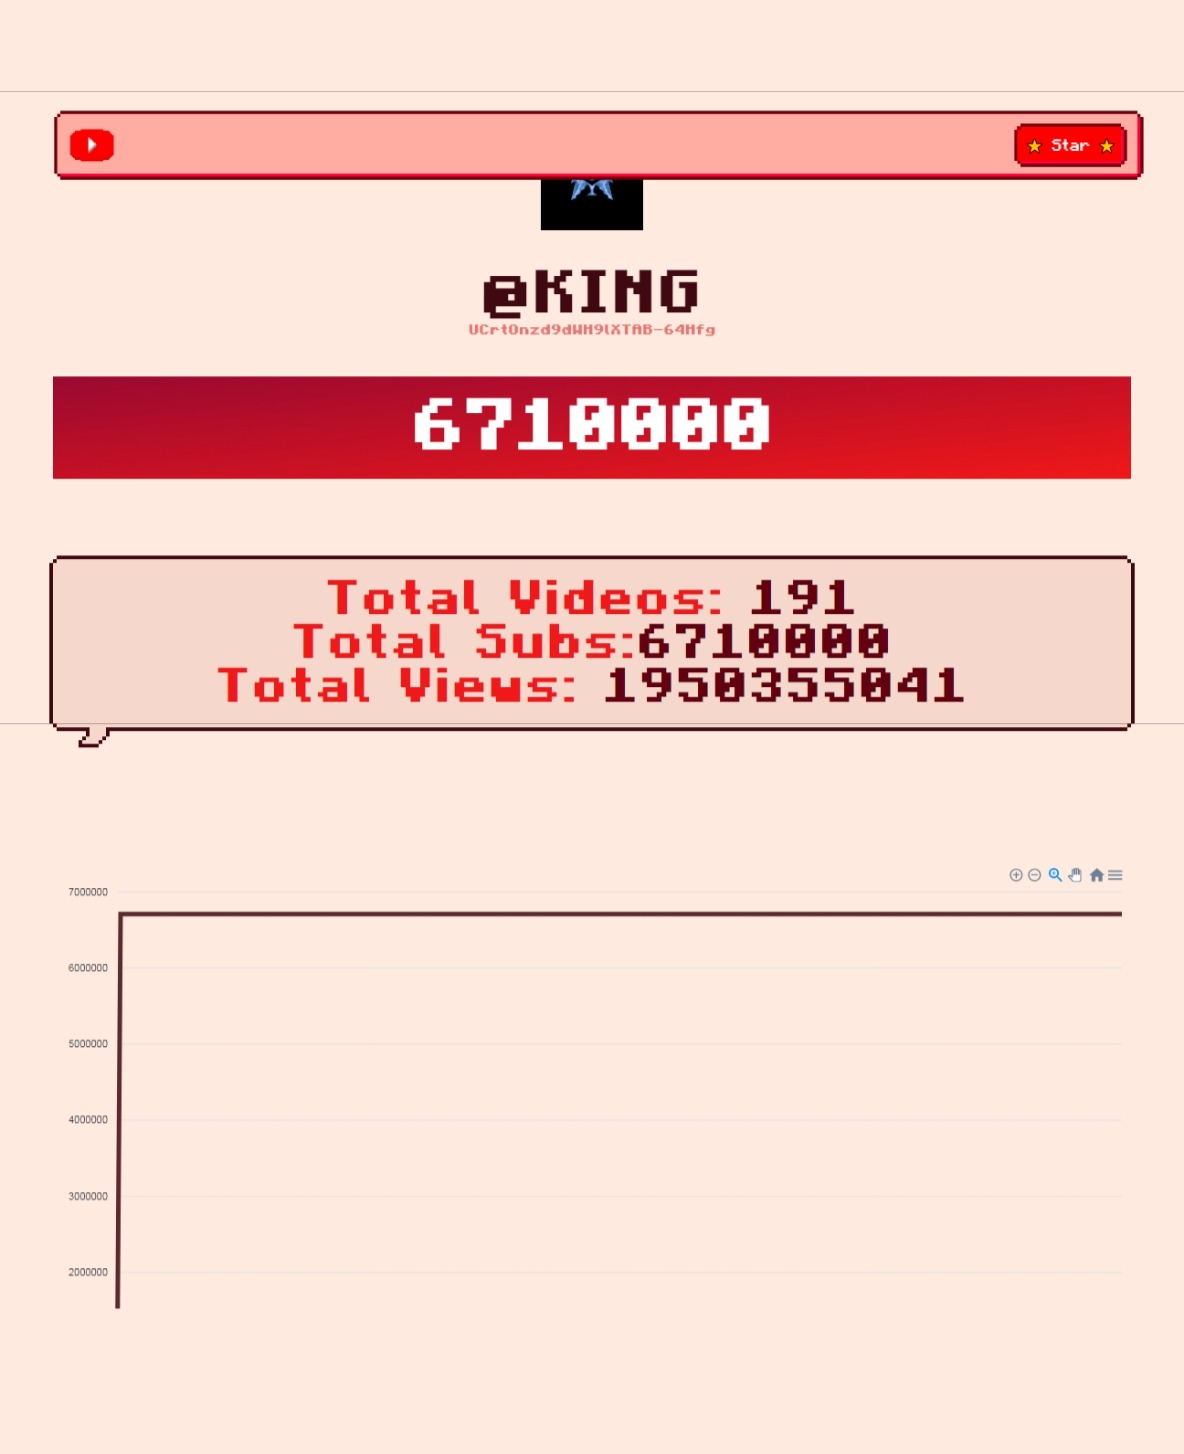 Star
@KING
UCrtOnzd9dWH9lXTAB-64Hfg
6710000
Total Videos: 191
Total Subs:6710000
Total Views: 1950355041
7000000
6000000
5000000
4000000
3000000
2000000